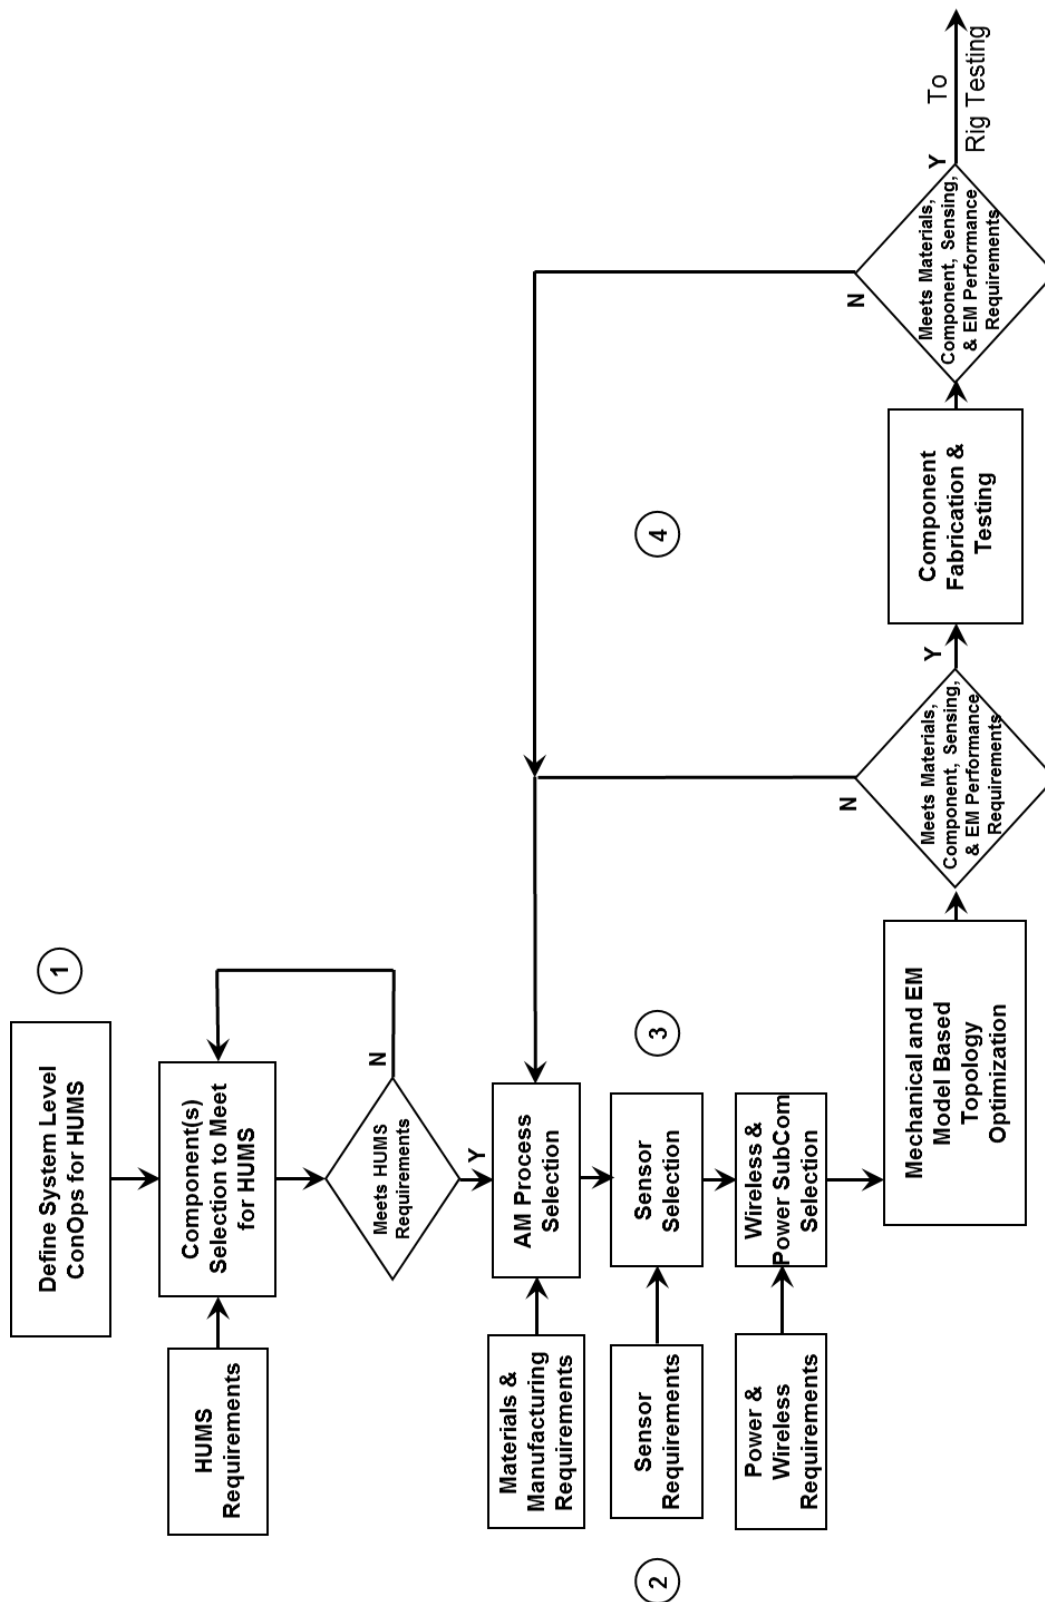 1
Define System Level
ConOps for HUMS
HUMS
Requirements
Component(s)
Selection to Meet
for HUMS
Meets HUMS
Requirements
N
Y
Materials &
Manufacturing
Requirements
AM Process
Selection
2
Sensor
Requirements
Sensor
Selection
3
Power &
Wireless
Requirements
Wireless &
Power SubCom
Selection
Mechanical and EM
Model Based
Topology
Optimization
Meets Materials,
Component, Sensing,
& EM Performance
Requirements
N
Y
4
Component
Fabrication &
Testing
Meets Materials,
Component, Sensing,
& EM Performance
Requirements
N
Y
To
Rig Testing